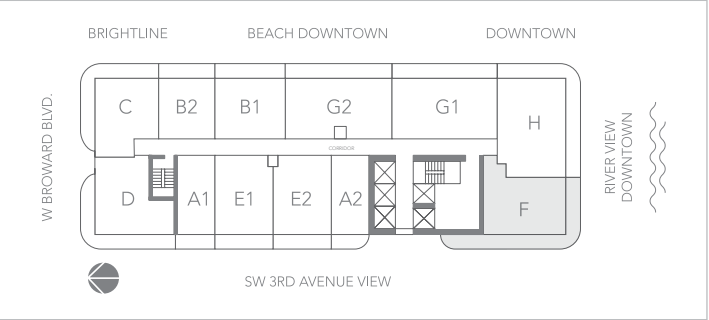 BRIGHTLINE BEACH DOWNTOWN DOWNTOWN
W BROWARD BLVD.
C B2 B1 G2 G1 H
CORRIDOR
D A1 E1 E2 A2 F
RIVER VIEW
DOWNTOWN
SW 3RD AVENUE VIEW